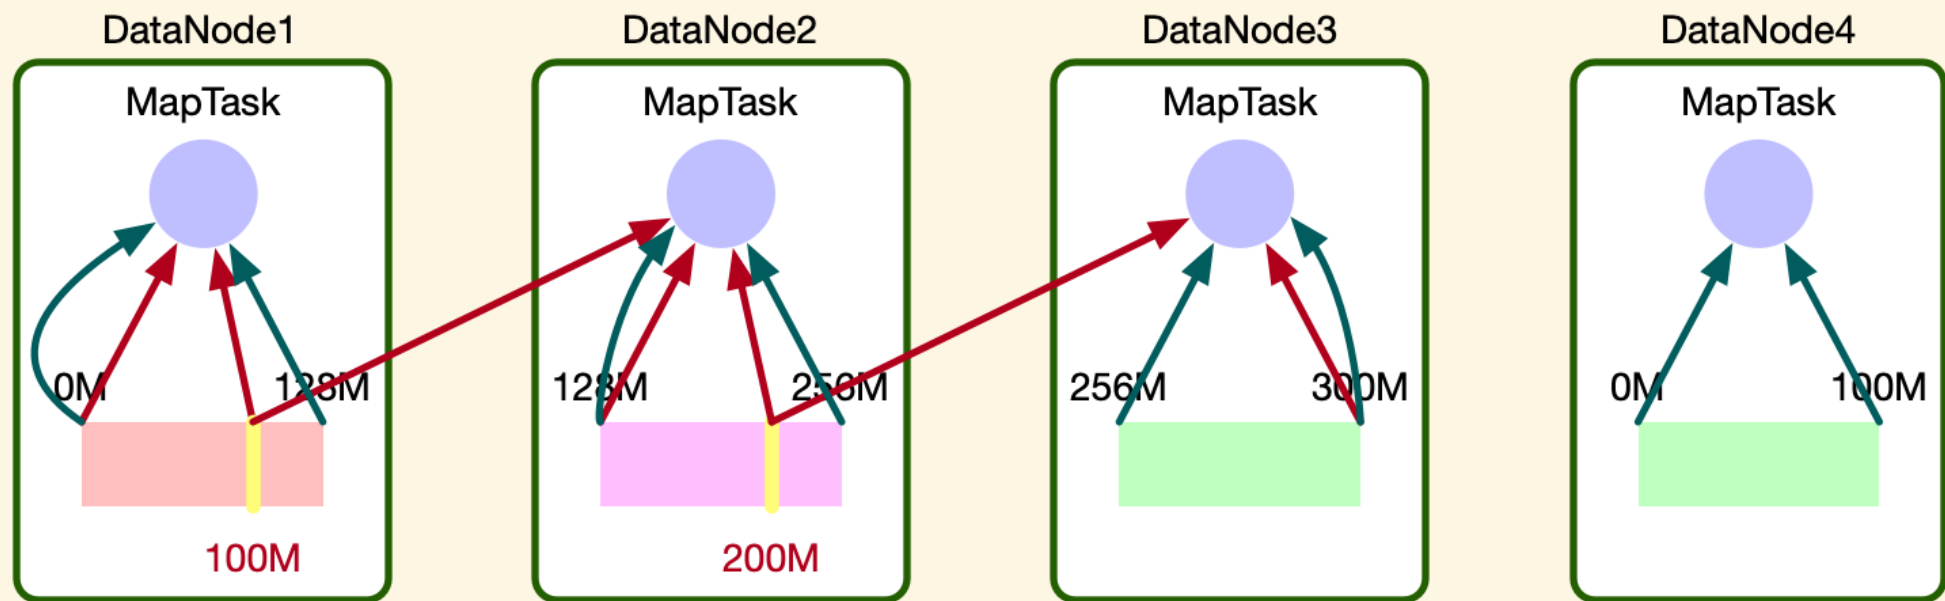 DataNode1
DataNode2
DataNode3
DataNode4
MapTask
MapTask
MapTask
MapTask
0M
128M
128M
256M
256M
300M
0M
100M
100M
200M